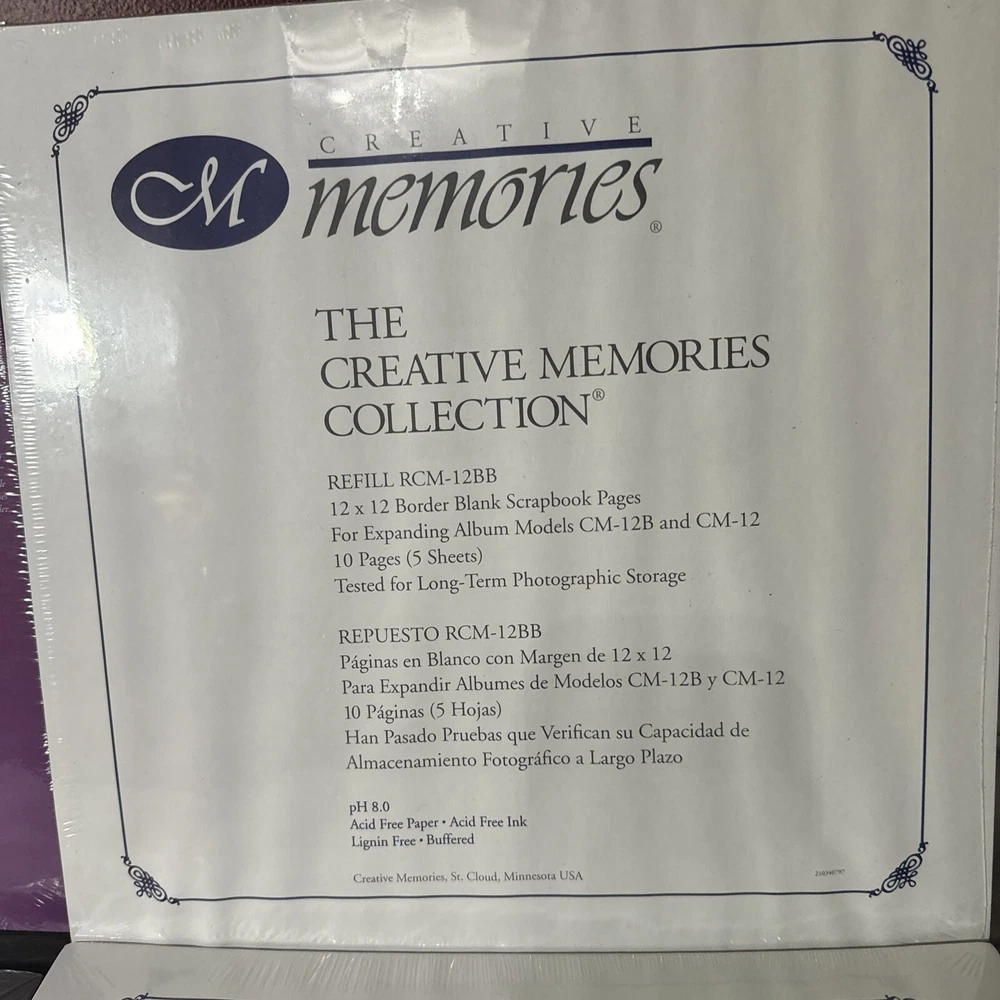 CM
CREATIVE
memories®
THE
CREATIVE MEMORIES
COLLECTION®
REFILL RCM-12BB
12 x 12 Border Blank Scrapbook Pages
For Expanding Album Models CM-12B and CM-12
10 Pages (5 Sheets)
Tested for Long-Term Photographic Storage
REPUESTO RCM-12BB
Páginas en Blanco con Margen de 12 x 12
Para Expandir Albumes de Modelos CM-12B y CM-12
10 Páginas (5 Hojas)
Han Pasado Pruebas que Verifican su Capacidad de
Almacenamiento Fotográfico a Largo Plazo
pH 8.0
Acid Free Paper • Acid Free Ink
Lignin Free • Buffered
Creative Memories, St. Cloud, Minnesota USA